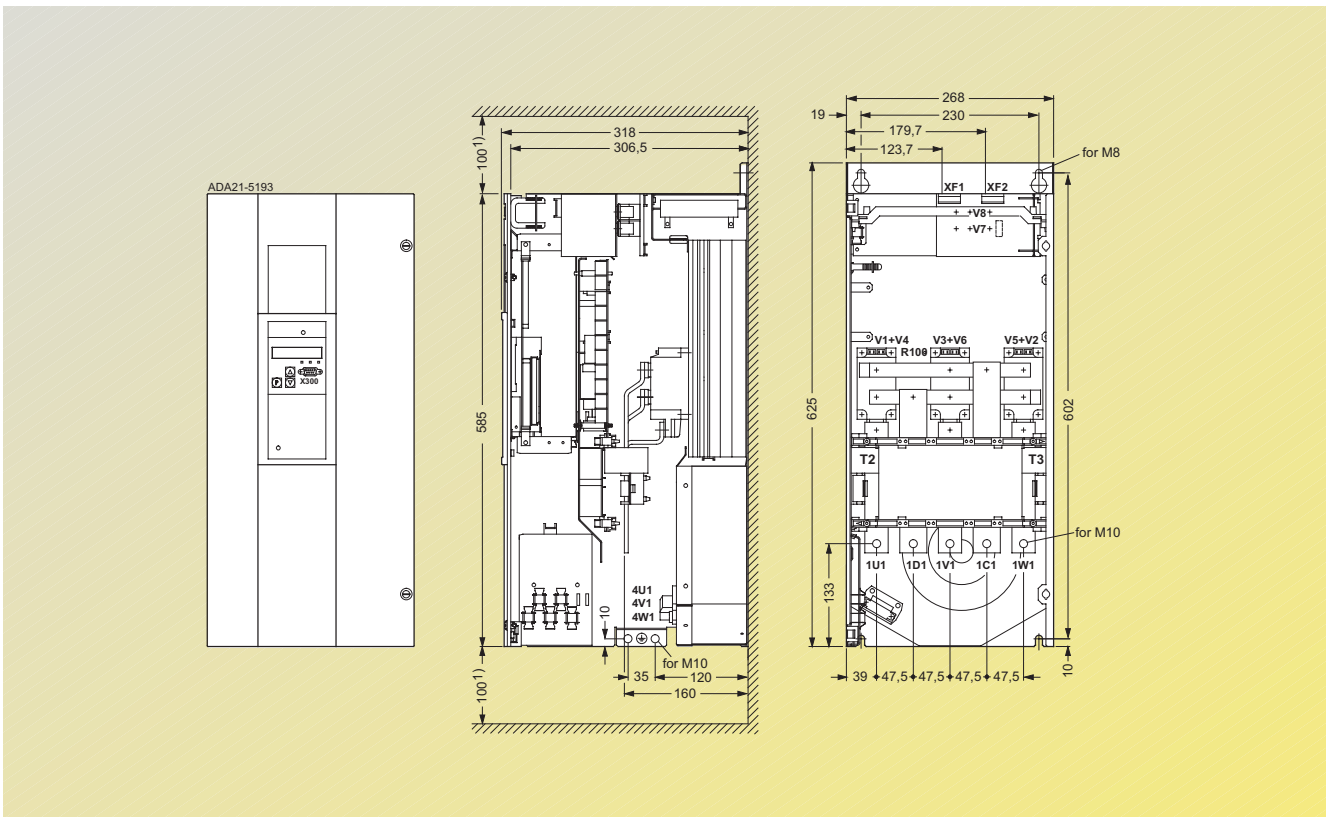 ADA21-5193
X300
P
318
306,5
100 1)
585
4U1
4V1
4W1
10
for M10
35
120
160
100 1)
268
19
230
179,7
123,7
for M8
XF1 XF2
V8
V7
V1+V4 V3+V6 V5+V2
R100
625
602
T2 T3
for M10
1U1 1D1 1V1 1C1 1W1
133
39 47,5 47,5 47,5 47,5
10